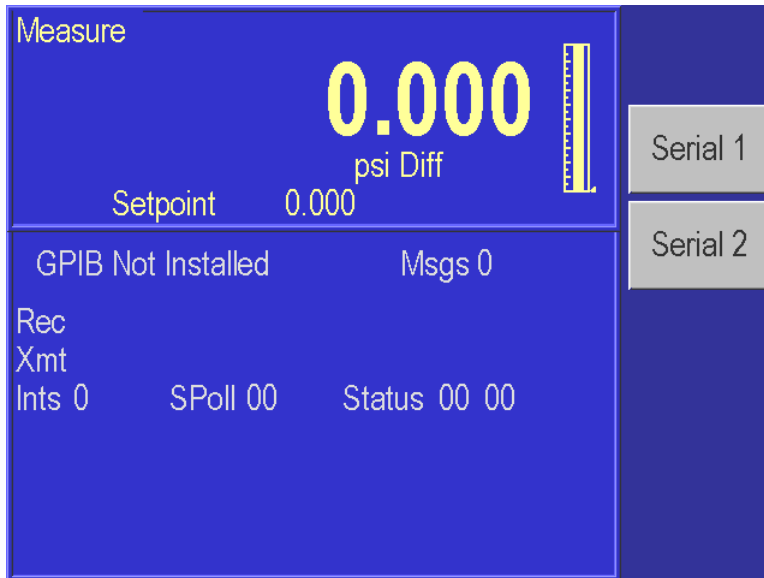 Measure
0.000
psi Diff
Setpoint 0.000
GPIB Not Installed Msgs 0
Rec
Xmt
Ints 0 SPoll 00 Status 00 00
Serial 1
Serial 2